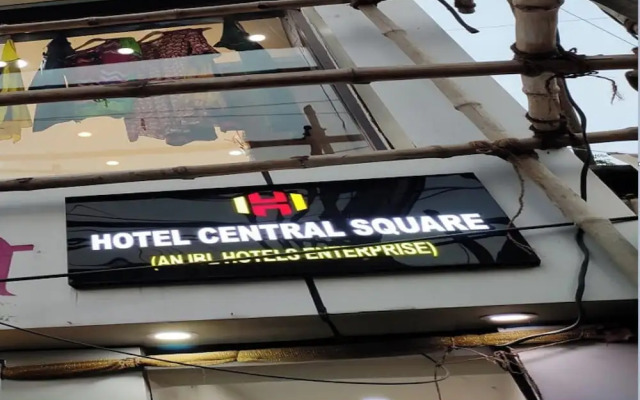 H
HOTEL CENTRAL SQUARE
(AN IBL HOTELS ENTERPRISE)